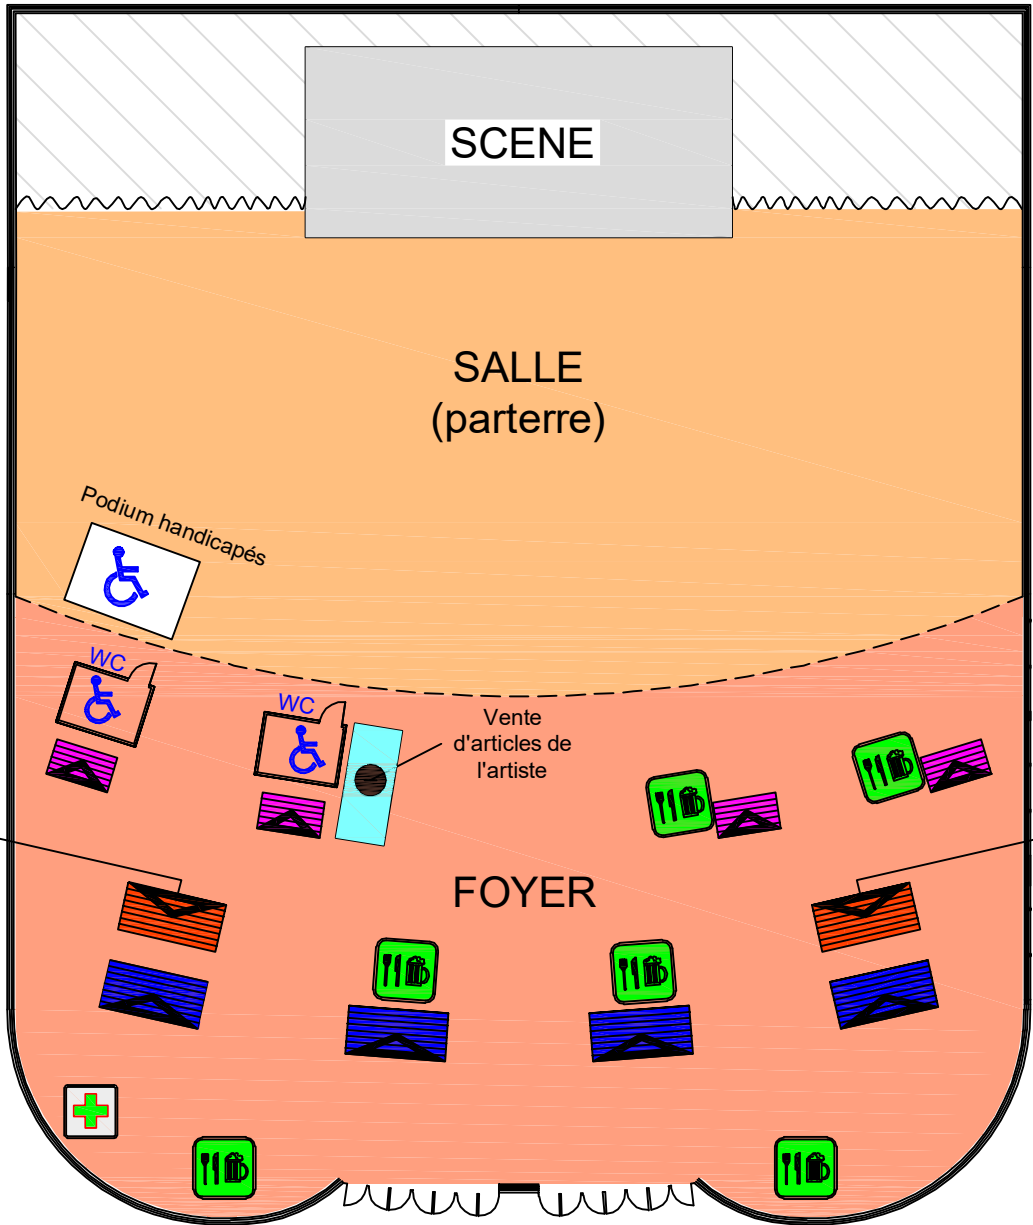 SCENE
SALLE
(parterre)
Podium handicapés
WC
WC
Vente
d'articles de
l'artiste
FOYER